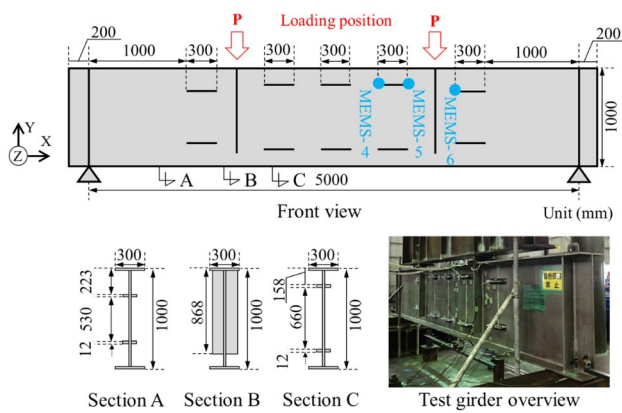 P Loading position P
200 200
1000 300 300 300 300 300 1000
MEMS-4
MEMS-5
MEMS-6
1000
Y
X
Z
A B C 5000
Front view Unit (mm)
300 300 300
223
530
12
1000
868
1000
158
660
12
1000
Section A Section B Section C Test girder overview